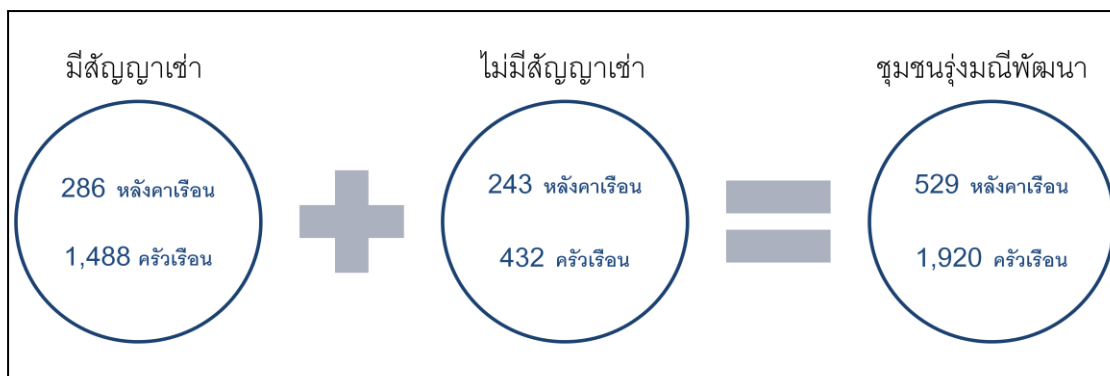 มีสัญญาเช่า
286 หลังคาเรือน
1,488 ครัวเรือน
ไม่มีสัญญาเช่า
243 หลังคาเรือน
432 ครัวเรือน
ชุมชนรุ่งมณีพัฒนา
529 หลังคาเรือน
1,920 ครัวเรือน